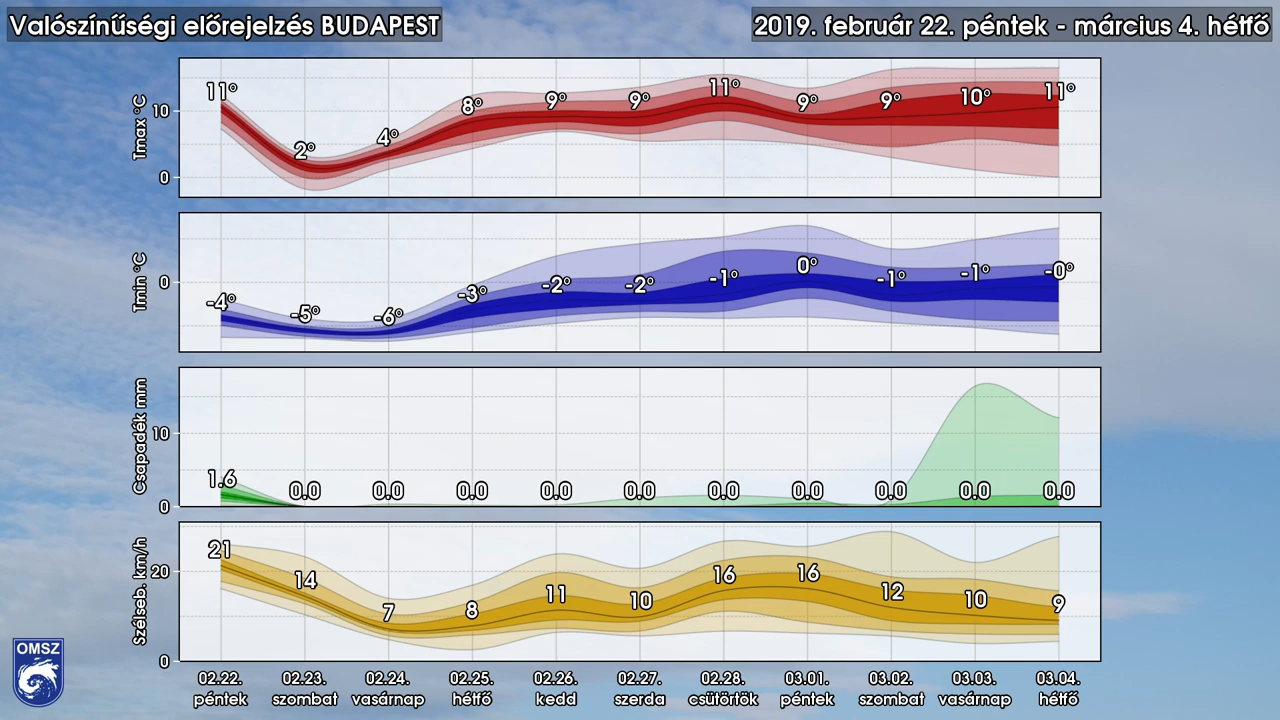 Valószínűségi előrejelzés BUDAPEST
2019. február 22. péntek - március 4. hétfő
Tmax °C
10
0
11° 2° 4° 8° 9° 9° 11° 9° 9° 10° 11°
Tmin °C
0
-4° -5° -6° -3° -2° -2° -1° 0° -1° -1° -0°
Csapadék mm
10
0
1.6 0.0 0.0 0.0 0.0 0.0 0.0 0.0 0.0 0.0 0.0
Szélseb. km/h
20
0
21 14 7 8 11 10 16 16 12 10 9
02.22. 02.23. 02.24. 02.25. 02.26. 02.27. 02.28. 03.01. 03.02. 03.03. 03.04.
péntek szombat vasárnap hétfő kedd szerda csütörtök péntek szombat vasárnap hétfő
OMSZ